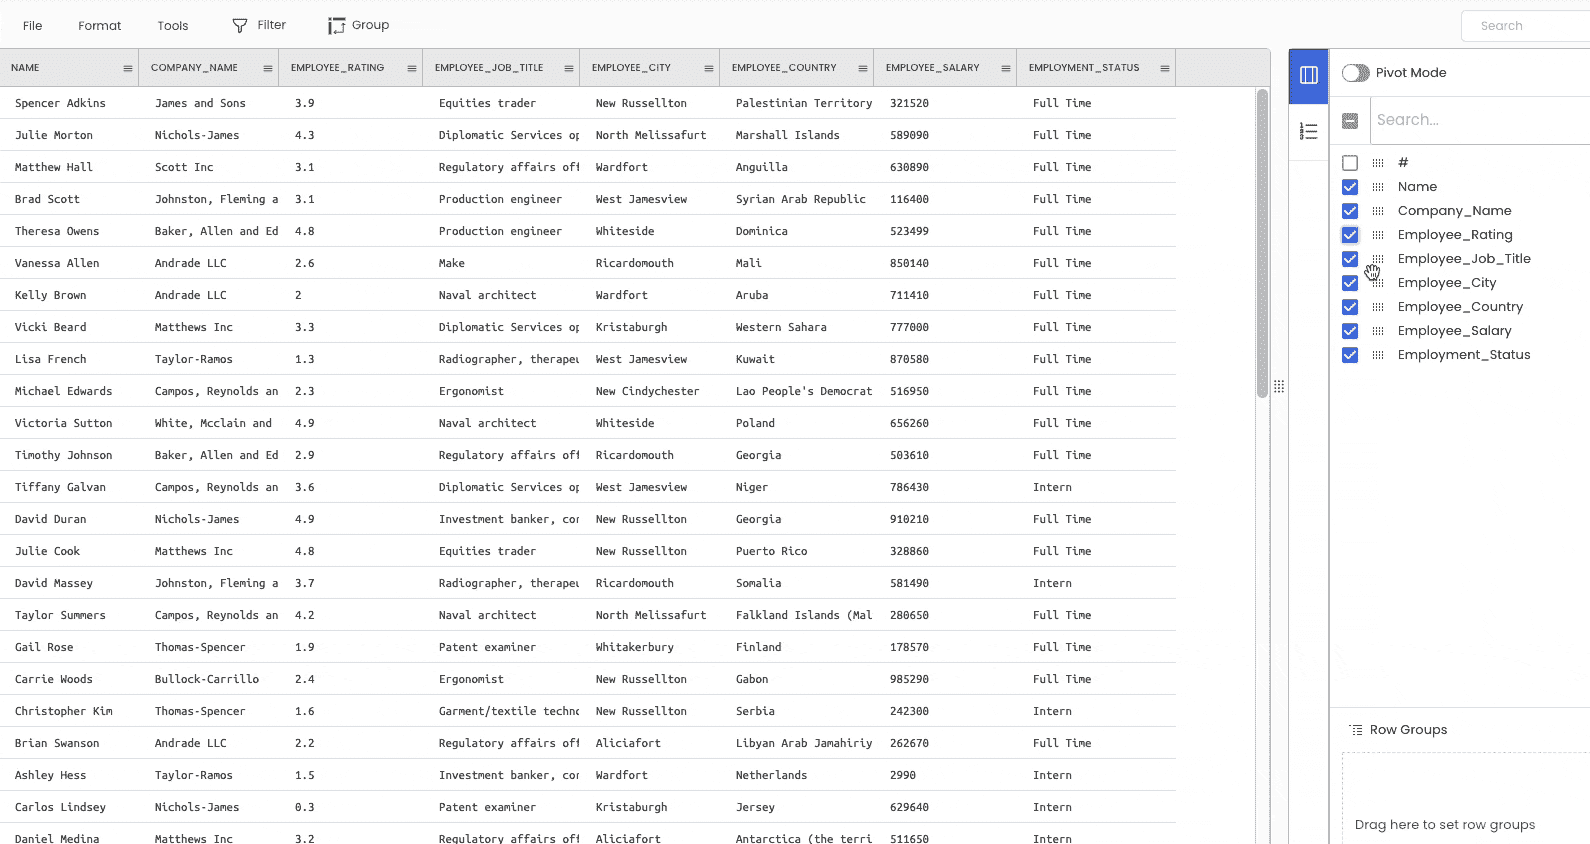 File Format Tools Filter Group Search
NAME COMPANY_NAME EMPLOYEE_RATING EMPLOYEE_JOB_TITLE EMPLOYEE_CITY EMPLOYEE_COUNTRY EMPLOYEE_SALARY EMPLOYMENT_STATUS
Spencer Adkins James and Sons 3.9 Equities trader New Russellton Palestinian Territory 321520 Full Time
Julie Morton Nichols-James 4.3 Diplomatic Services op North Melissafurt Marshall Islands 589090 Full Time
Matthew Hall Scott Inc 3.1 Regulatory affairs off Wardfort Anguilla 630890 Full Time
Brad Scott Johnston, Fleming a 3.1 Production engineer West Jamesview Syrian Arab Republic 116400 Full Time
Theresa Owens Baker, Allen and Ed 4.8 Production engineer Whiteside Dominica 523499 Full Time
Vanessa Allen Andrade LLC 2.6 Make Ricardomouth Mali 850140 Full Time
Kelly Brown Andrade LLC 2 Naval architect Wardfort Aruba 711410 Full Time
Vicki Beard Matthews Inc 3.3 Diplomatic Services op Kristaburgh Western Sahara 777000 Full Time
Lisa French Taylor-Ramos 1.3 Radiographer, therapeu West Jamesview Kuwait 870580 Full Time
Michael Edwards Campos, Reynolds an 2.3 Ergonomist New Cindychester Lao People's Democrat 516950 Full Time
Victoria Sutton White, Mcclain and 4.9 Naval architect Whiteside Poland 656260 Full Time
Timothy Johnson Baker, Allen and Ed 2.9 Regulatory affairs off Ricardomouth Georgia 503610 Full Time
Tiffany Galvan Campos, Reynolds an 3.6 Diplomatic Services op West Jamesview Niger 786430 Intern
David Duran Nichols-James 4.9 Investment banker, cor New Russellton Georgia 910210 Full Time
Julie Cook Matthews Inc 4.8 Equities trader New Russellton Puerto Rico 328860 Full Time
David Massey Johnston, Fleming a 3.7 Radiographer, therapeu Ricardomouth Somalia 581490 Intern
Taylor Summers Campos, Reynolds an 4.2 Naval architect North Melissafurt Falkland Islands (Mal 280650 Full Time
Gail Rose Thomas-Spencer 1.9 Patent examiner Whitakerbury Finland 178570 Full Time
Carrie Woods Bullock-Carrillo 2.4 Ergonomist New Russellton Gabon 985290 Full Time
Christopher Kim Thomas-Spencer 1.6 Garment/textile techno New Russellton Serbia 242300 Intern
Brian Swanson Andrade LLC 2.2 Regulatory affairs off Aliciafort Libyan Arab Jamahiriy 262670 Full Time
Ashley Hess Taylor-Ramos 1.5 Investment banker, cor Wardfort Netherlands 2990 Intern
Carlos Lindsey Nichols-James 0.3 Patent examiner Kristaburgh Jersey 629640 Intern
Daniel Medina Matthews Inc 3.2 Regulatory affairs off Aliciafort Antarctica (the terri 511650 Intern
Pivot Mode
Search...
#
Name
Company_Name
Employee_Rating
Employee_Job_Title
Employee_City
Employee_Country
Employee_Salary
Employment_Status
Row Groups
Drag here to set row groups